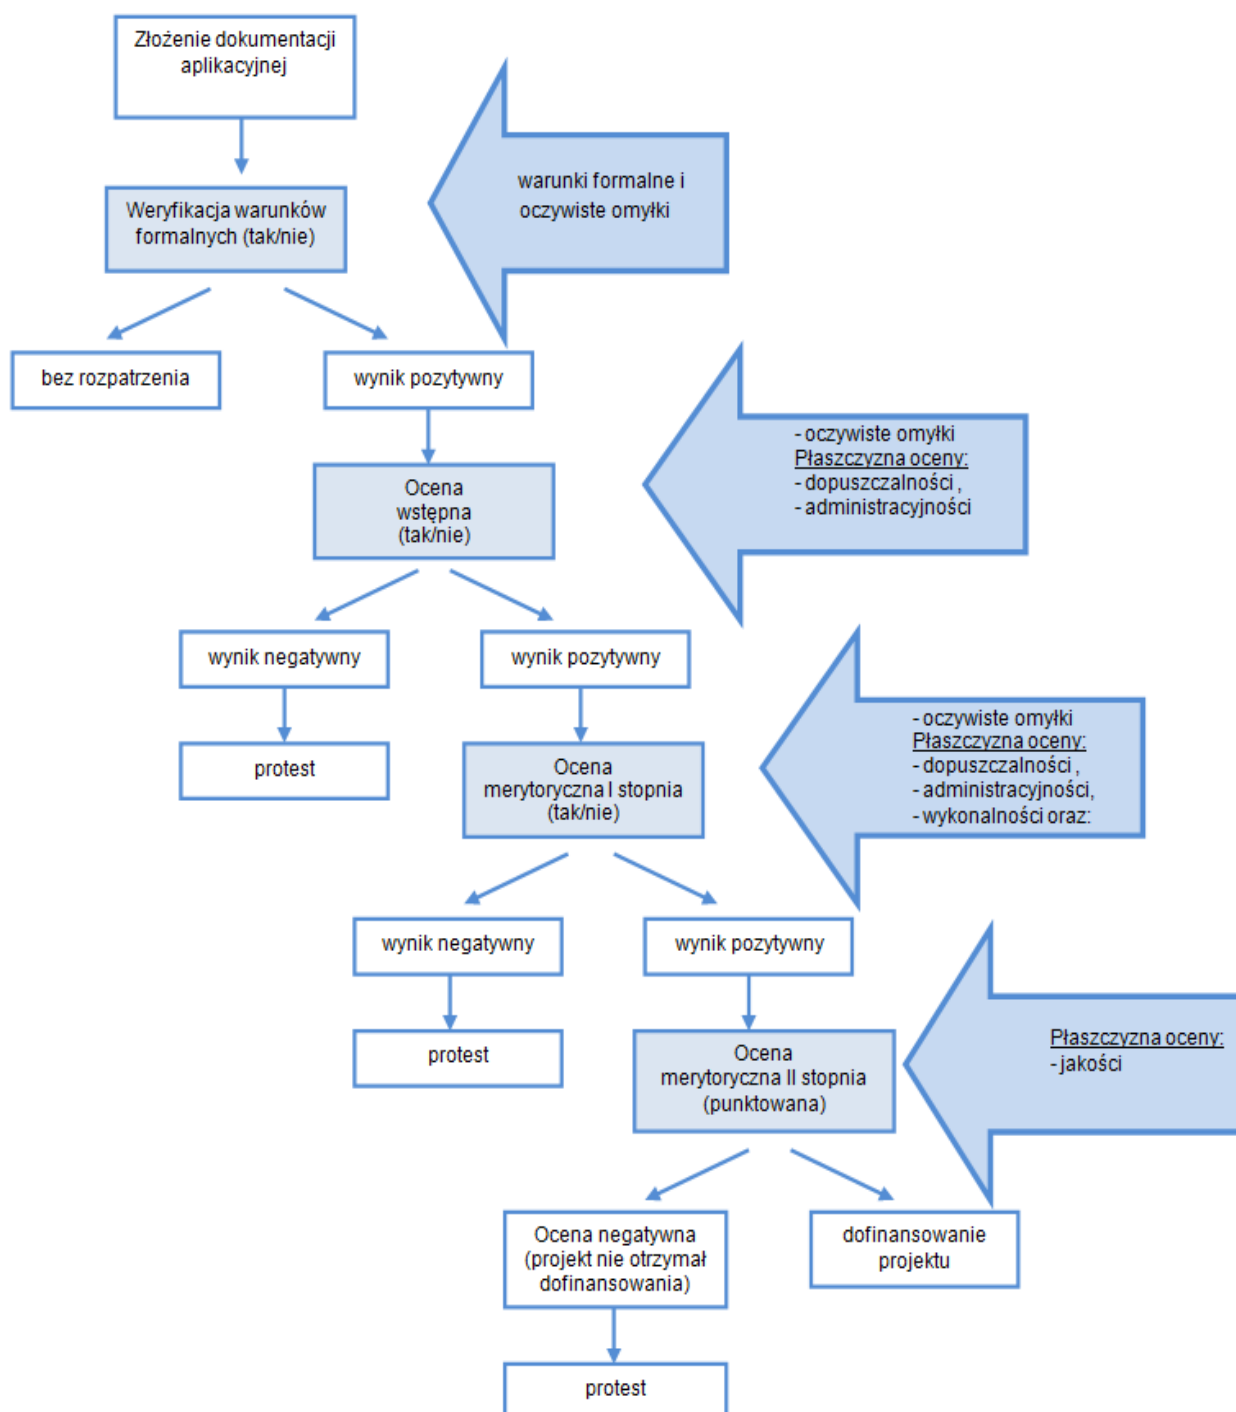 Złożenie dokumentacji
aplikacyjnej
warunki formalne i
oczywiste omyłki
Weryfikacja warunków
formalnych (tak/nie)
bez rozpatrzenia
wynik pozytywny
- oczywiste omyłki
Płaszczyzna oceny:
- dopuszczalności ,
- administracyjności
Ocena
wstępna
(tak/nie)
wynik negatywny
wynik pozytywny
protest
- oczywiste omyłki
Płaszczyzna oceny:
- dopuszczalności ,
- administracyjności,
- wykonalności oraz:
Ocena
merytoryczna I stopnia
(tak/nie)
wynik negatywny
wynik pozytywny
protest
Płaszczyzna oceny:
- jakości
Ocena
merytoryczna II stopnia
(punktowana)
Ocena negatywna
(projekt nie otrzymał
dofinansowania)
dofinansowanie
projektu
protest